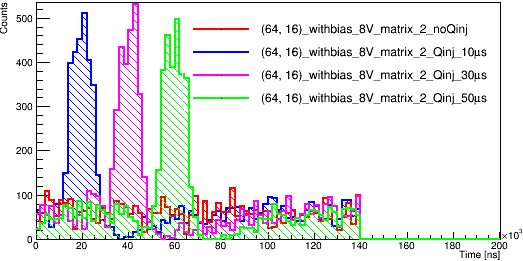 Counts
500
400
300
200
100
0
(64, 16)_withbias_8V_matrix_2_noQinj
(64, 16)_withbias_8V_matrix_2_Qinj_10μs
(64, 16)_withbias_8V_matrix_2_Qinj_30μs
(64, 16)_withbias_8V_matrix_2_Qinj_50μs
0 20 40 60 80 100 120 140 160 180 200
×10³
Time [ns]